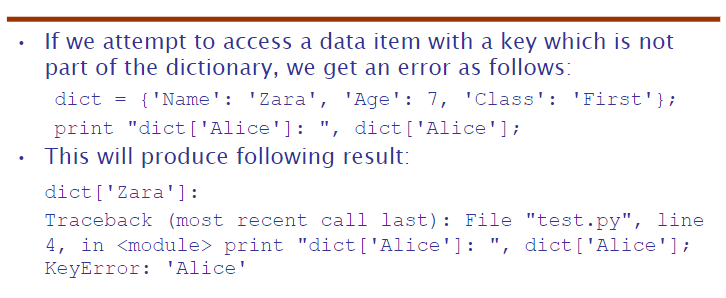 • If we attempt to access a data item with a key which is not
part of the dictionary, we get an error as follows:
dict = {'Name': 'Zara', 'Age': 7, 'Class': 'First'};
print "dict['Alice']: ", dict['Alice'];
• This will produce following result:
dict['Zara']:
Traceback (most recent call last): File "test.py", line
4, in <module> print "dict['Alice']: ", dict['Alice'];
KeyError: 'Alice'